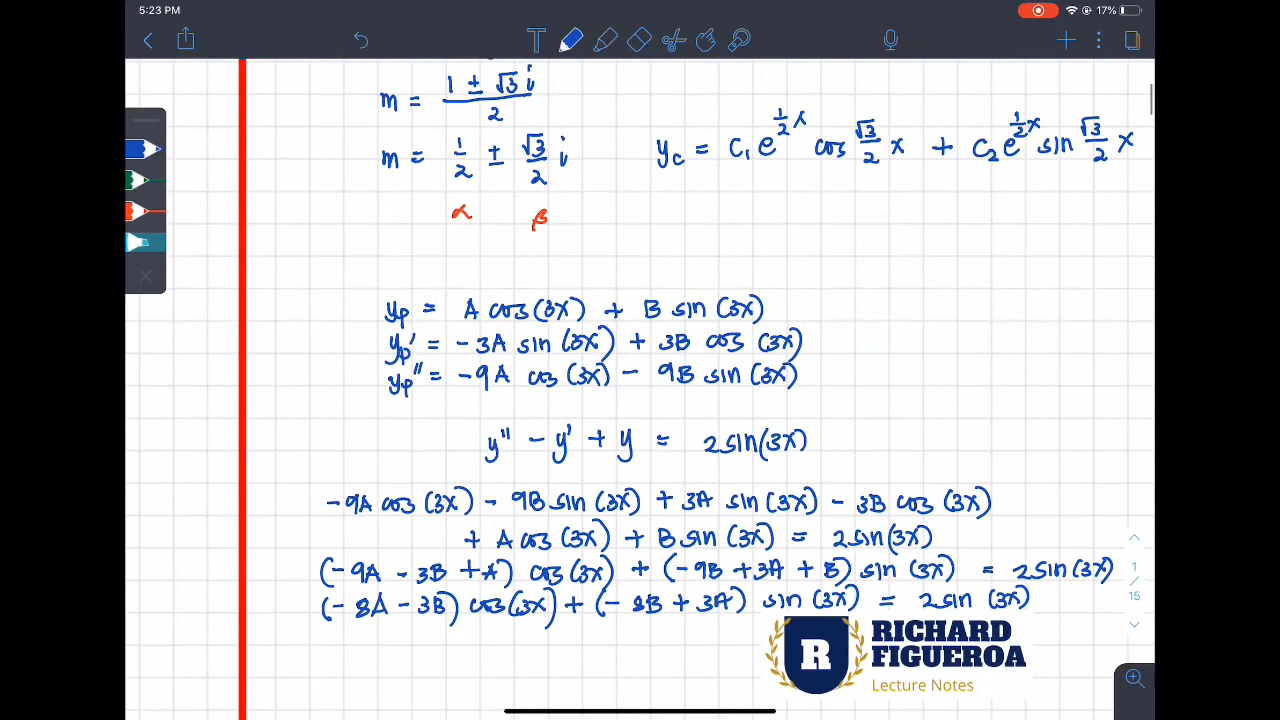 5:23 PM
17%
T
m = (1 ± √3 i)/2
m = 1/2 ± √3/2 i
y_c = C₁e^(1/2 x) cos √3/2 x + C₂e^(1/2 x) sin √3/2 x
α β
yp = A cos(3x) + B sin(3x)
yp' = -3A sin(3x) + 3B cos(3x)
yp'' = -9A cos(3x) - 9B sin(3x)
y'' - y' + y = 2sin(3x)
-9A cos(3x) - 9B sin(3x) + 3A sin(3x) - 3B cos(3x)
+ A cos(3x) + B sin(3x) = 2sin(3x)
(-9A - 3B + A) cos(3x) + (-9B + 3A + B) sin(3x) = 2sin(3x)
(-8A - 3B) cos(3x) + (-8B + 3A) sin(3x) = 2sin(3x)
1
/
15
R
RICHARD
FIGUEROA
Lecture Notes